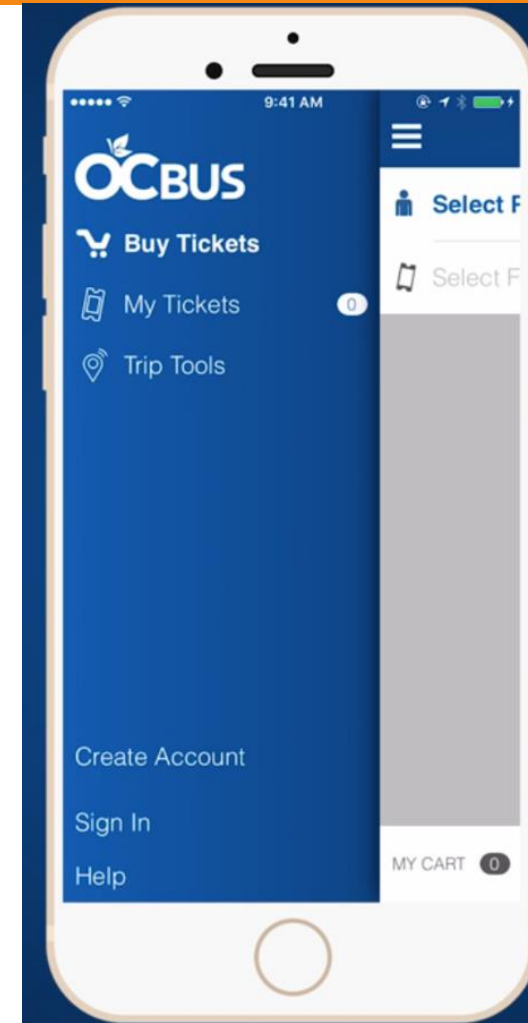 9:41 AM
OCBUS
Buy Tickets
My Tickets 0
Trip Tools
Create Account
Sign In
Help
Select F
Select F
MY CART 0